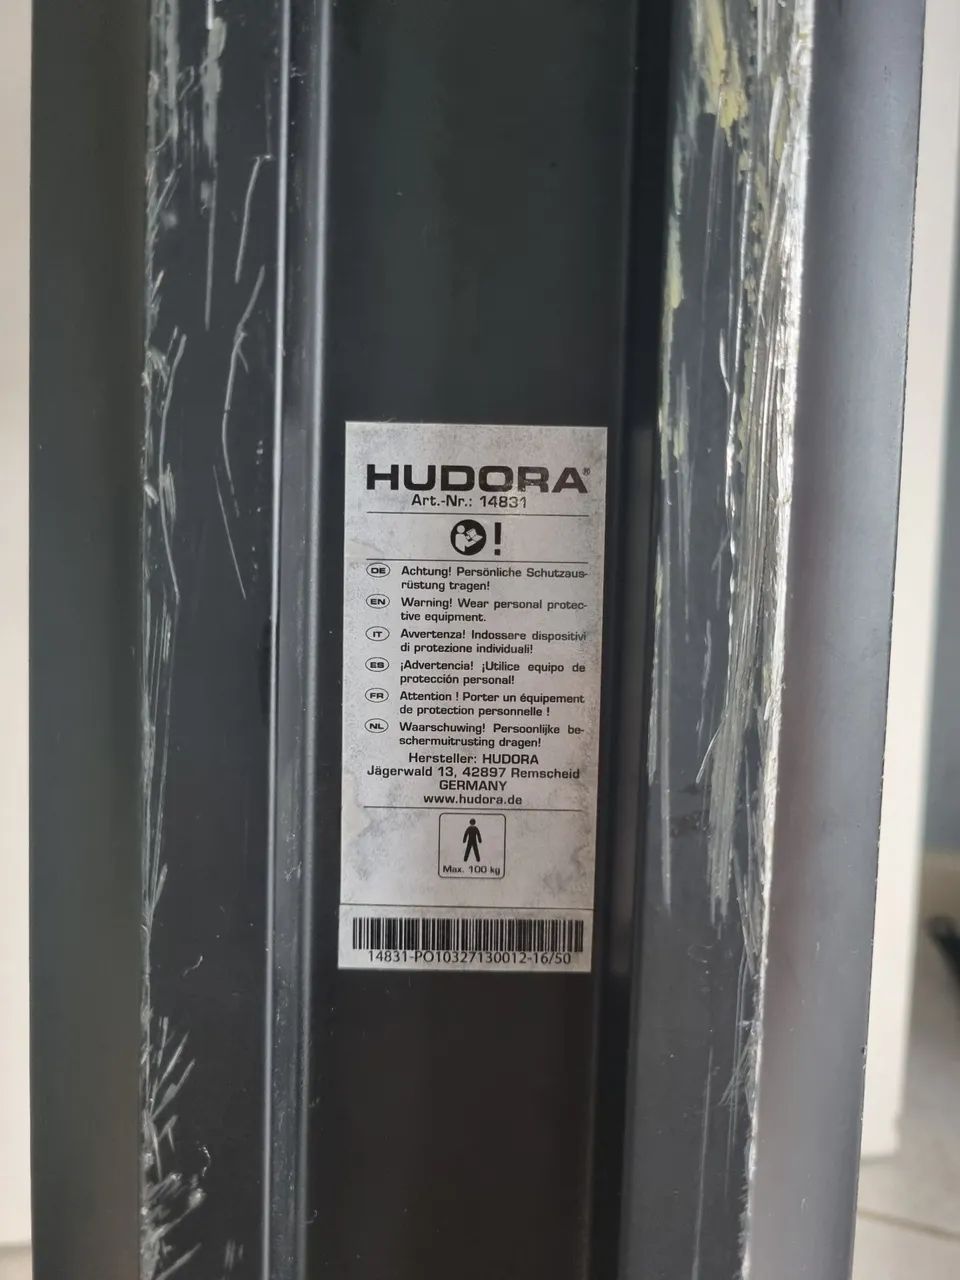 HUDORA®
Art.-Nr.: 14831
!
DE Achtung! Persönliche Schutzaus-
rüstung tragen!
EN Warning! Wear personal protec-
tive equipment.
IT Avvertenza! Indossare dispositivi
di protezione individuali!
ES ¡Advertencia! ¡Utilice equipo de
protección personal!
FR Attention ! Porter un équipement
de protection personnelle !
NL Waarschuwing! Persoonlijke be-
schermuitrusting dragen!
Hersteller: HUDORA
Jägerwald 13, 42897 Remscheid
GERMANY
www.hudora.de
Max. 100 kg
14831-PO10327130012-16/50